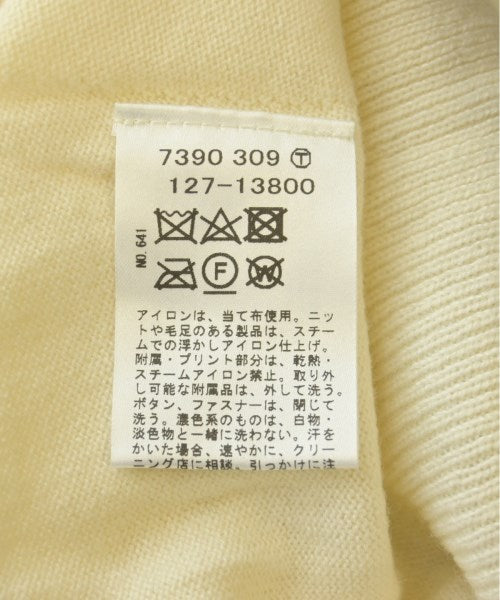 7390 309 Ⓣ
127-13800
NO.641
F
W
アイロンは、当て布使用。ニッ
トや毛足のある製品は、スチー
ムでの浮かしアイロン仕上げ。
附属・プリント部分は、乾熱・
スチームアイロン禁止。取り外
し可能な附属品は、外して洗う。
ボタン、ファスナーは、閉じて
洗う。濃色系のものは、白物・
淡色物と一緒に洗わない。汗を
かいた場合、速やかに、クリー
ニング店に相談。引っかけに注